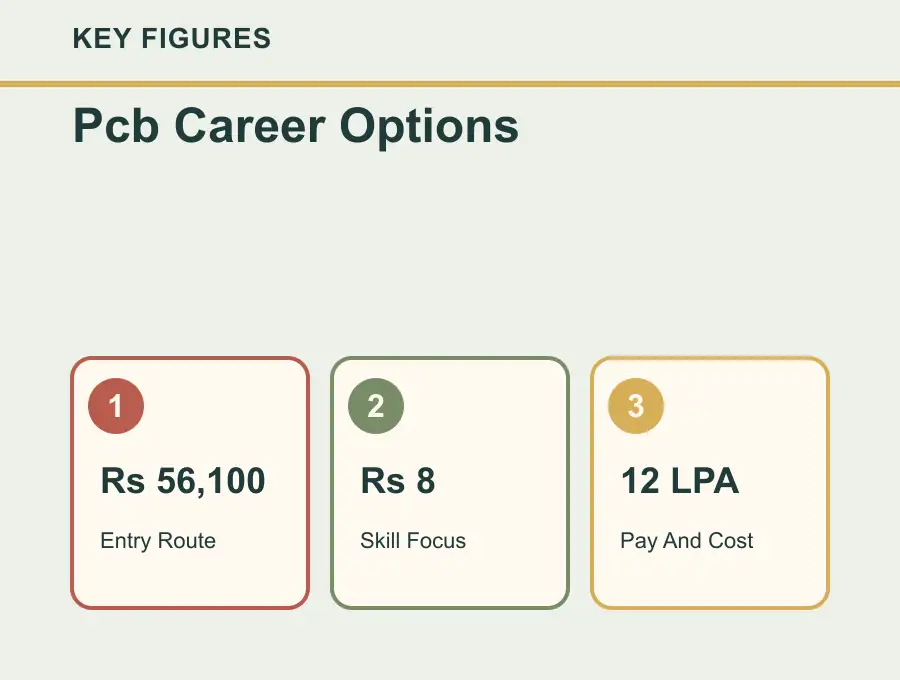 KEY FIGURES
Pcb Career Options
1
2
3
Rs 56,100
Rs 8
12 LPA
Entry Route
Skill Focus
Pay And Cost